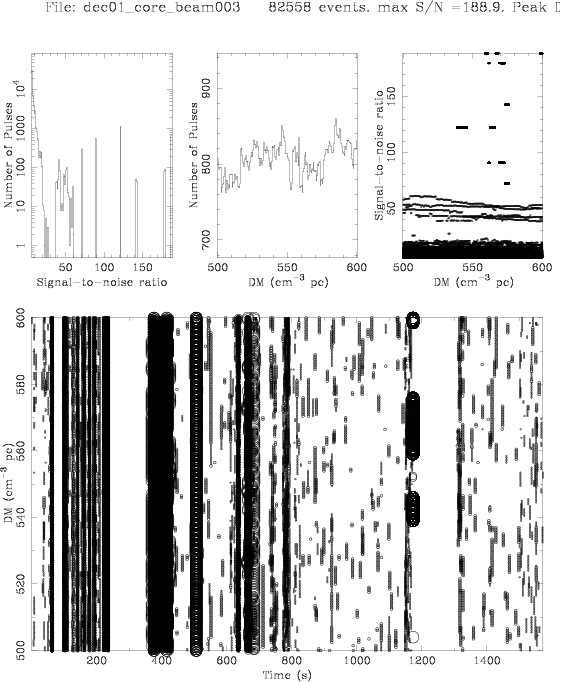 File: dec01_core_beam003 82558 events. max S/N =188.9. Peak D
Number of Pulses
10⁴
1000
100
10
1
50 100 150
Signal-to-noise ratio
Number of Pulses
900
800
700
500 550 600
DM (cm⁻³ pc)
Signal-to-noise ratio
150
100
50
500 550 600
DM (cm⁻³ pc)
DM (cm⁻³ pc)
600
580
560
540
520
500
200 400 600 800 1000 1200 1400
Time (s)